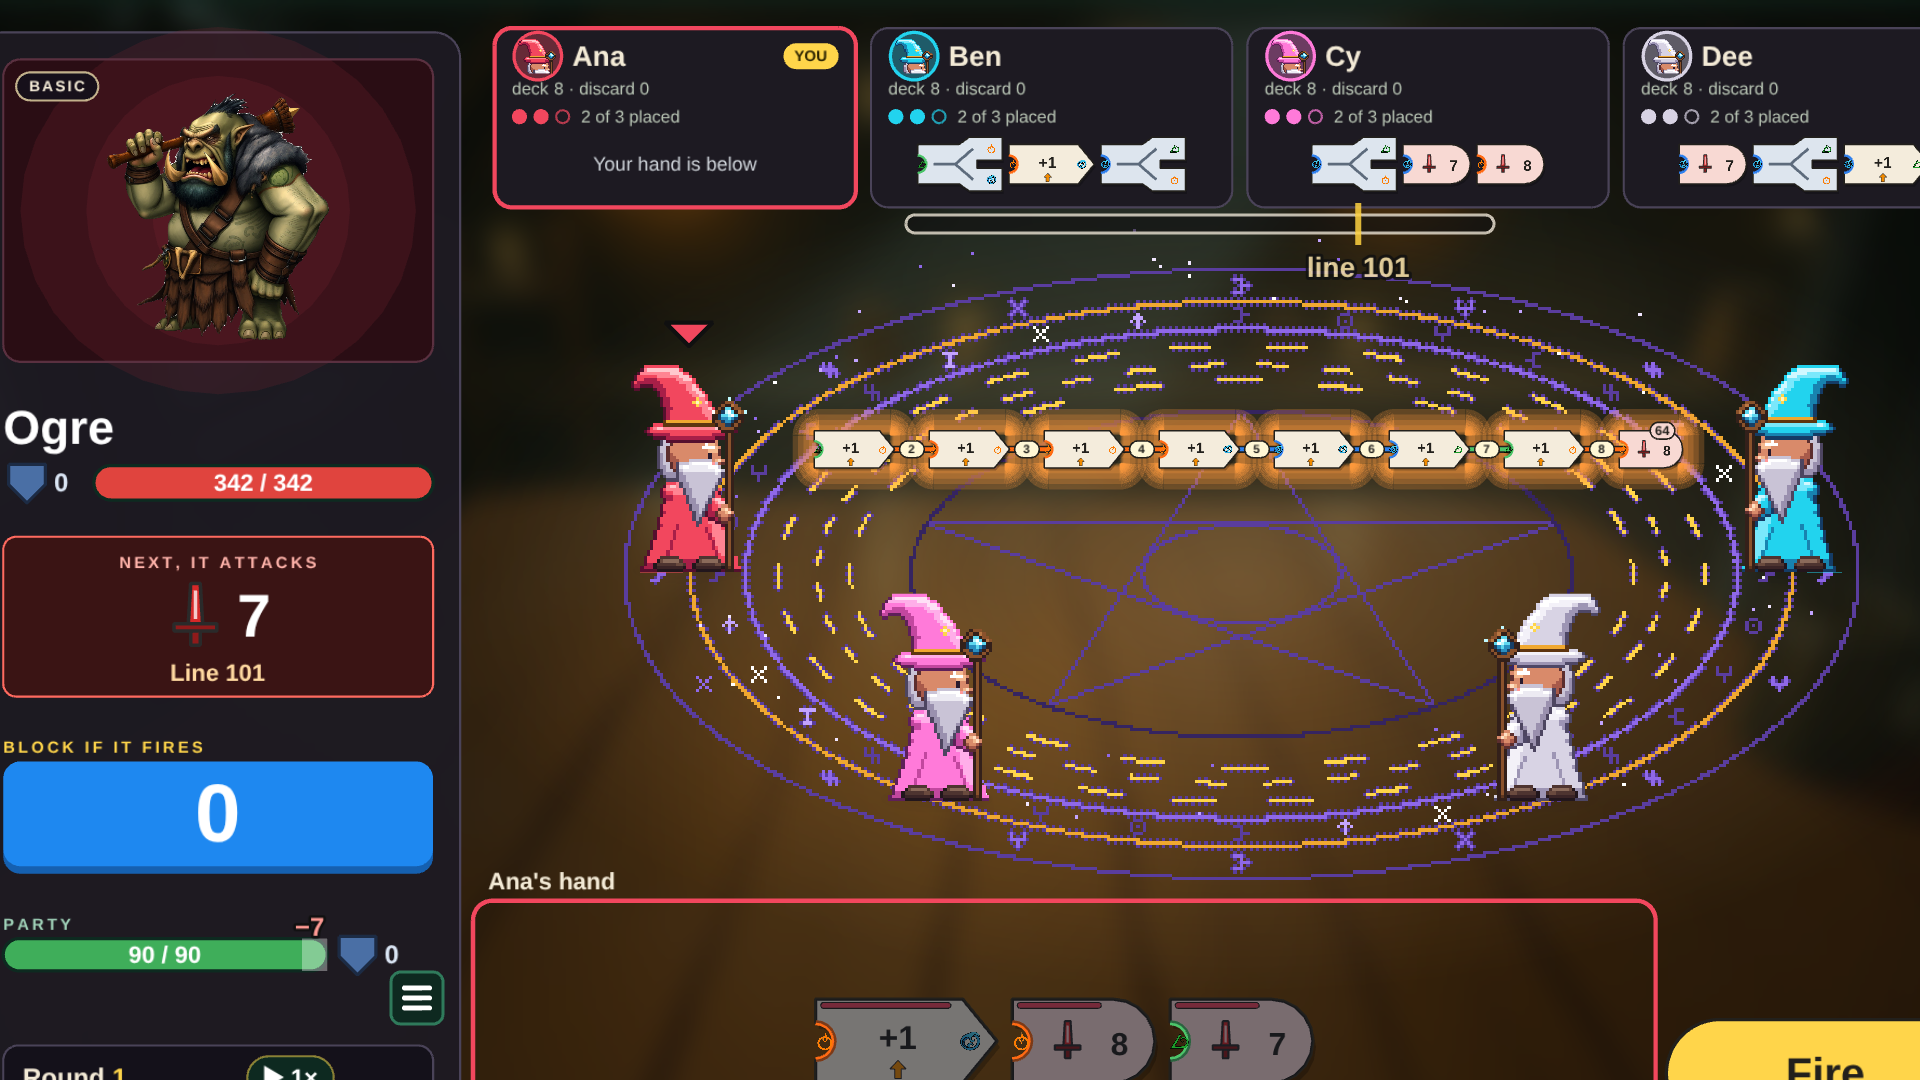 BASIC
Ogre
0
342 / 342
NEXT, IT ATTACKS
7
Line 101
BLOCK IF IT FIRES
0
PARTY
−7
90 / 90
0
Round 1
1×
Ana
YOU
deck 8 · discard 0
2 of 3 placed
Your hand is below
Ben
deck 8 · discard 0
2 of 3 placed
+1
Cy
deck 8 · discard 0
2 of 3 placed
7
8
Dee
deck 8 · discard 0
2 of 3 placed
7
+1
line 101
+1 2 +1 3 +1 4 +1 5 +1 6 +1 7 +1 8 64 8
Ana's hand
+1
8
7
Fire